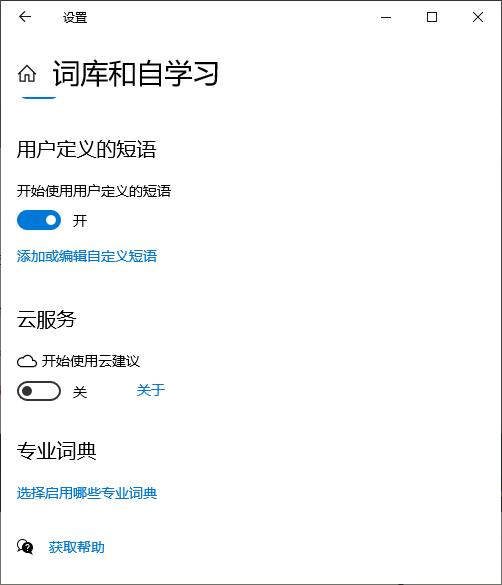 设置
词库和自学习
用户定义的短语
开始使用用户定义的短语
开
添加或编辑自定义短语
云服务
开始使用云建议
关 关于
专业词典
选择启用哪些专业词典
获取帮助